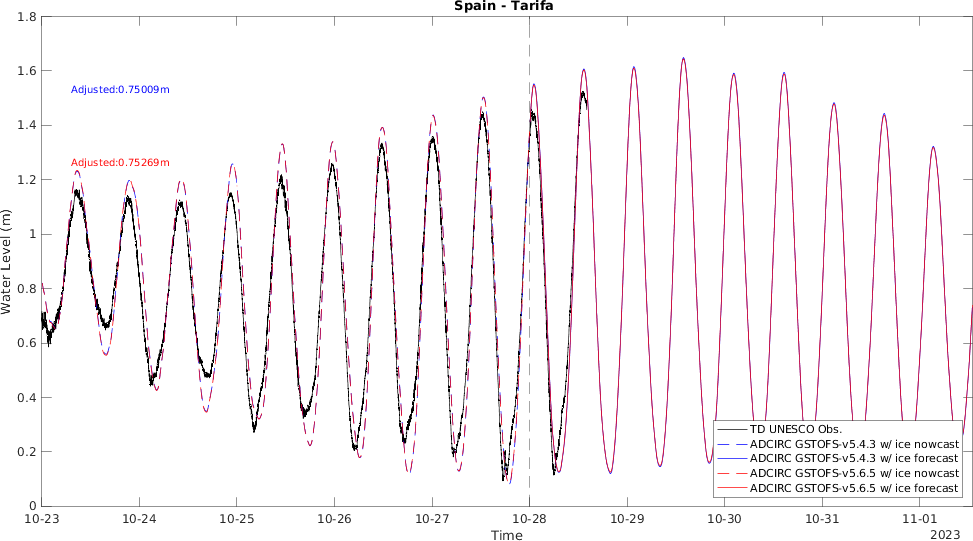 Spain - Tarifa
1.8
1.6
1.4
1.2
1
0.8
0.6
0.4
0.2
0
Water Level (m)
Adjusted:0.75009m
Adjusted:0.75269m
TD UNESCO Obs.
ADCIRC GSTOFS-v5.4.3 w/ ice nowcast
ADCIRC GSTOFS-v5.4.3 w/ ice forecast
ADCIRC GSTOFS-v5.6.5 w/ ice nowcast
ADCIRC GSTOFS-v5.6.5 w/ ice forecast
10-23 10-24 10-25 10-26 10-27 10-28 10-29 10-30 10-31 11-01
Time
2023